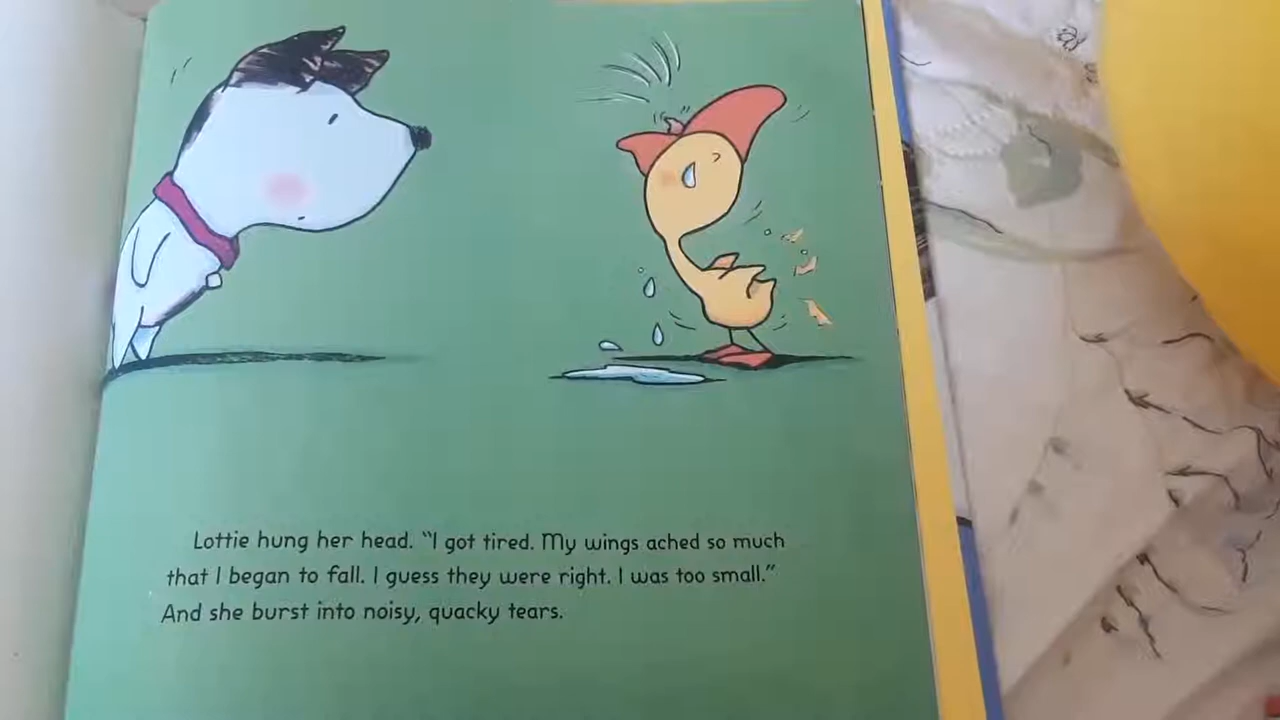 Lottie hung her head. “I got tired. My wings ached so much
that I began to fall. I guess they were right. I was too small.”
And she burst into noisy, quacky tears.